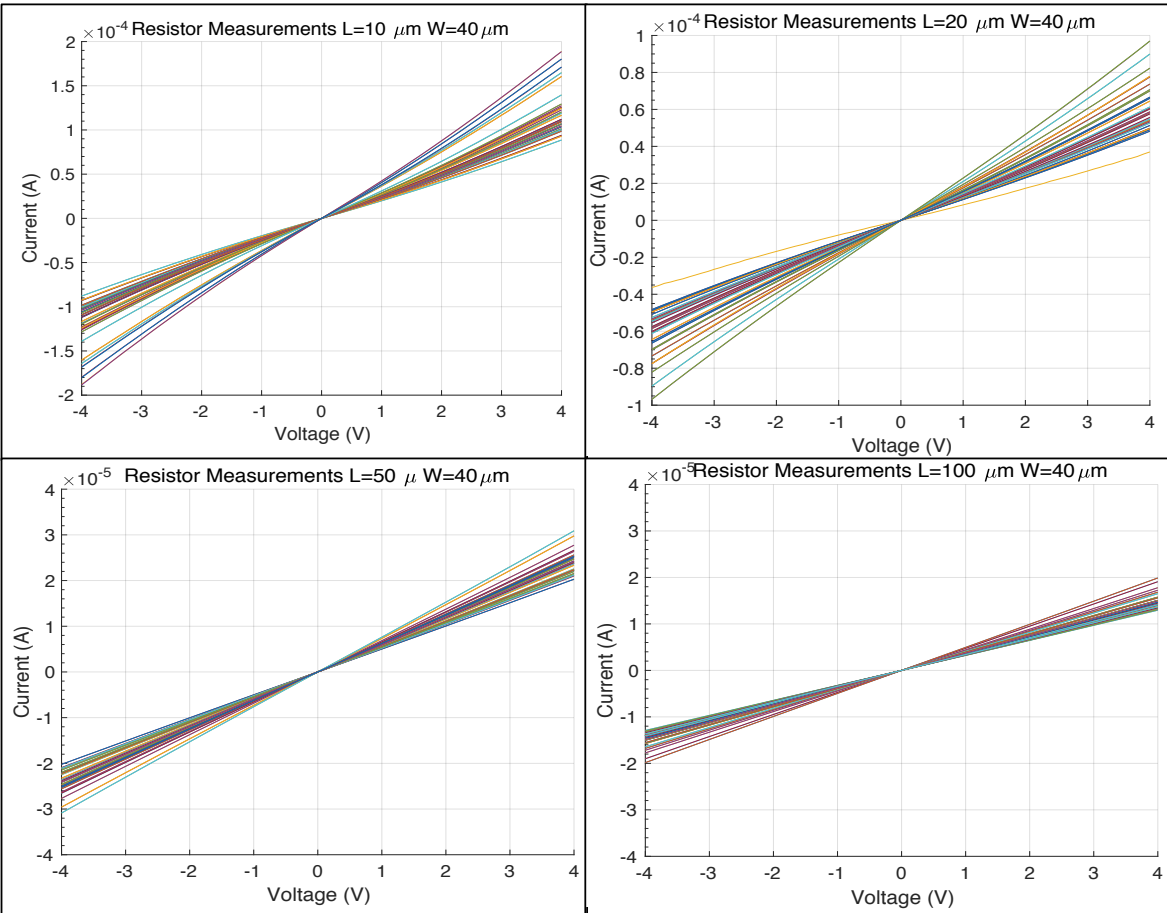 ×10⁻⁴ Resistor Measurements L=10 μm W=40 μm
2
1.5
1
0.5
0
-0.5
-1
-1.5
-2
Current (A)
-4 -3 -2 -1 0 1 2 3 4
Voltage (V)
×10⁻⁴ Resistor Measurements L=20 μm W=40 μm
1
0.8
0.6
0.4
0.2
0
-0.2
-0.4
-0.6
-0.8
-1
Current (A)
-4 -3 -2 -1 0 1 2 3 4
Voltage (V)
×10⁻⁵ Resistor Measurements L=50 μ W=40 μm
4
3
2
1
0
-1
-2
-3
-4
Current (A)
-4 -3 -2 -1 0 1 2 3 4
Voltage (V)
×10⁻⁵ Resistor Measurements L=100 μm W=40 μm
4
3
2
1
0
-1
-2
-3
-4
Current (A)
-4 -3 -2 -1 0 1 2 3 4
Voltage (V)